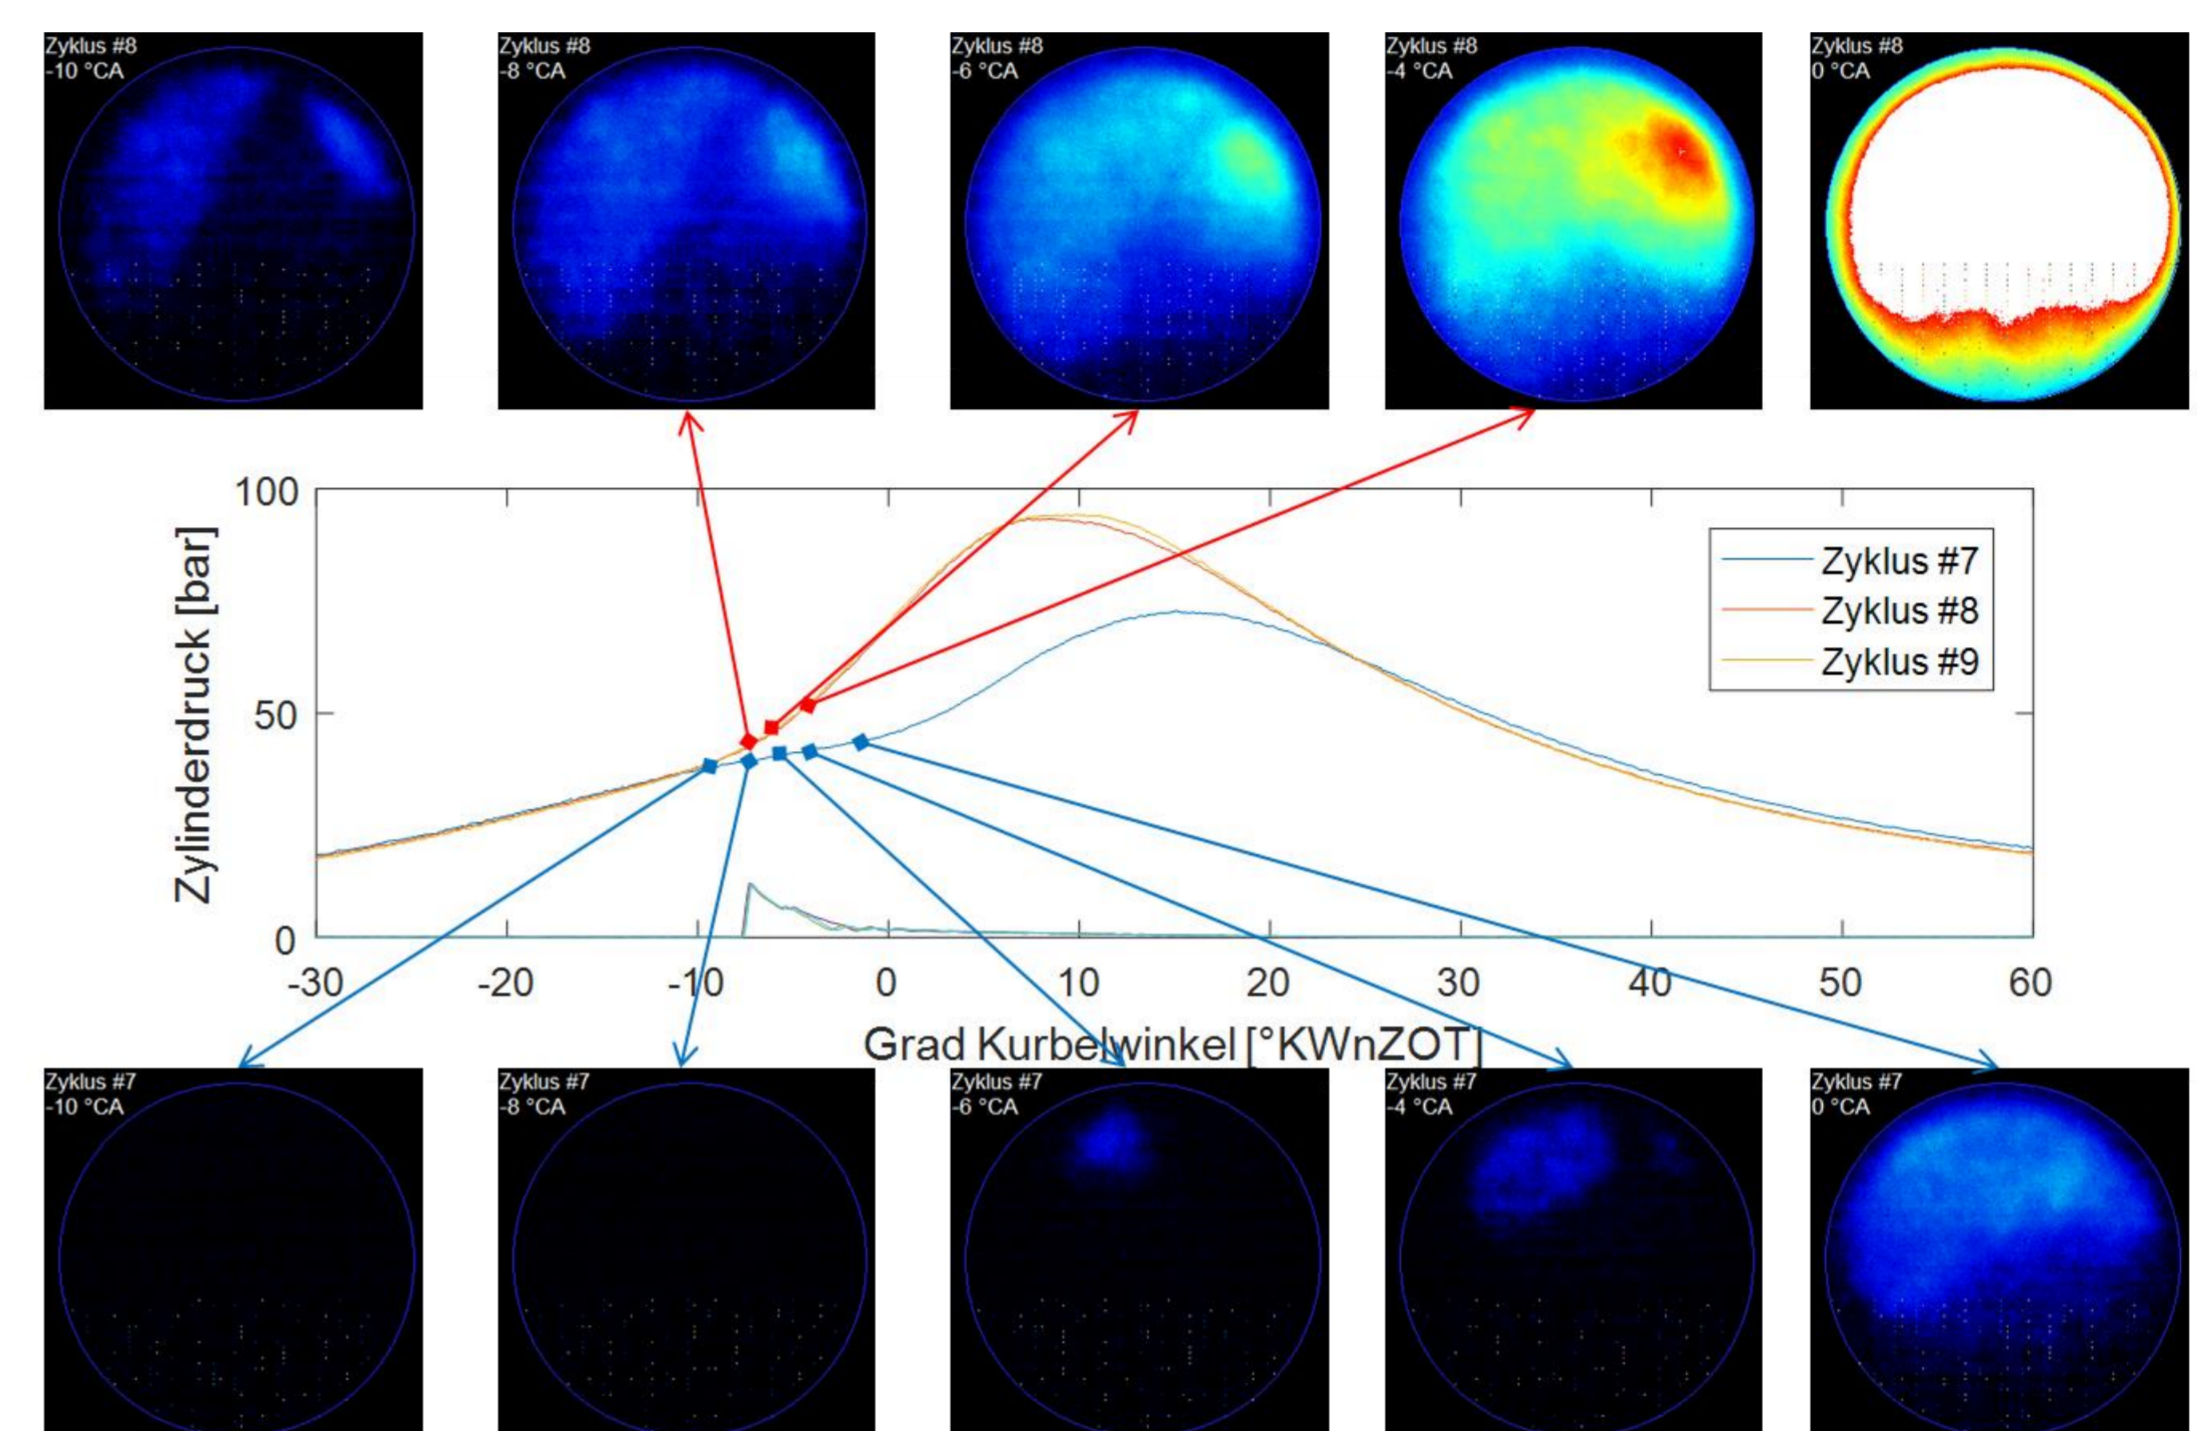 Zyklus #8
-10 °CA
Zyklus #8
-8 °CA
Zyklus #8
-6 °CA
Zyklus #8
-4 °CA
Zyklus #8
0 °CA
100
50
0
Zylinderdruck [bar]
Zyklus #7
Zyklus #8
Zyklus #9
-30 -20 -10 0 10 20 30 40 50 60
Grad Kurbelwinkel [°KWnZOT]
Zyklus #7
-10 °CA
Zyklus #7
-8 °CA
Zyklus #7
-6 °CA
Zyklus #7
-4 °CA
Zyklus #7
0 °CA